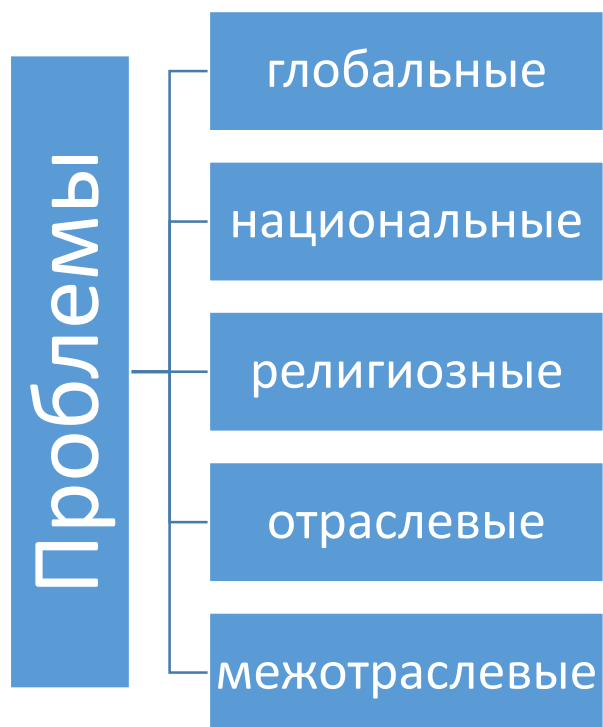 Проблемы
глобальные
национальные
религиозные
отраслевые
межотраслевые